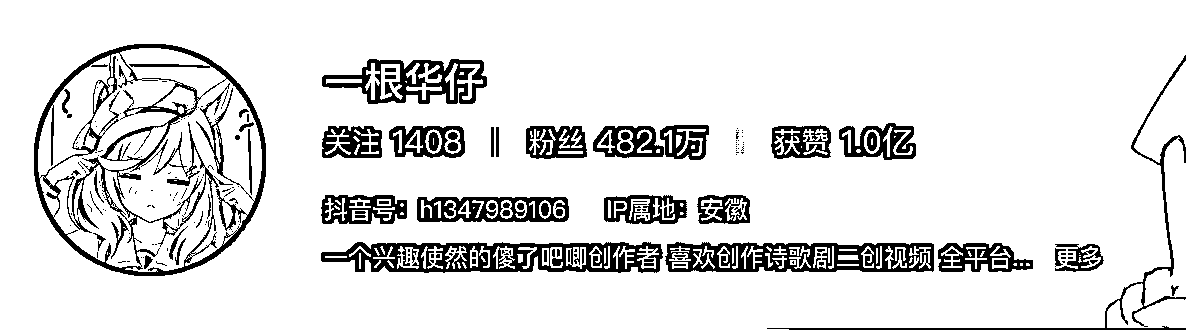 一根华仔
关注 1408 粉丝 482.1万 获赞 1.0亿
抖音号：h1347989106 IP属地：安徽
一个兴趣使然的傻了吧唧创作者 喜欢创作诗歌剧二创视频 全平台... 更多